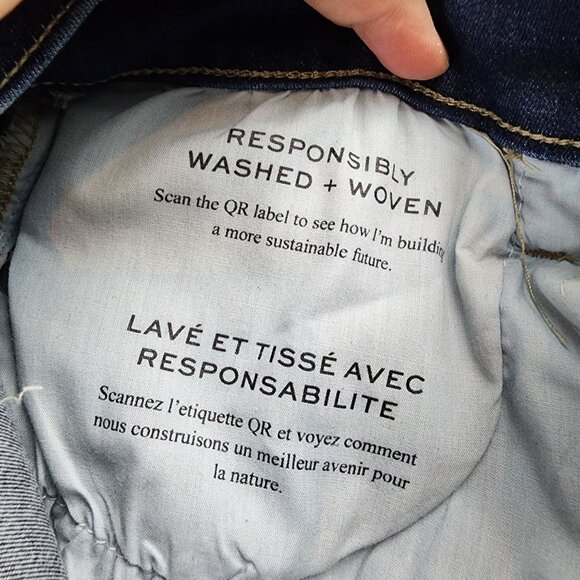 RESPONSIBLY
WASHED + WOVEN
Scan the QR label to see how I'm building
a more sustainable future.
LAVÉ ET TISSÉ AVEC
RESPONSABILITE
Scannez l'etiquette QR et voyez comment
nous construisons un meilleur avenir pour
la nature.